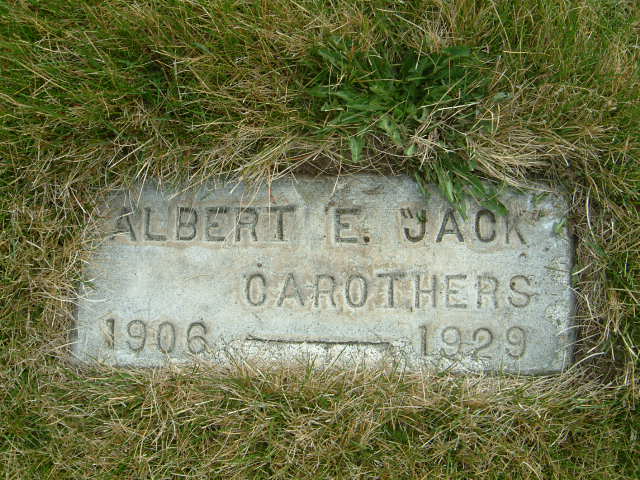 ALBERT E. "JACK"
CAROTHERS
1906 — 1929